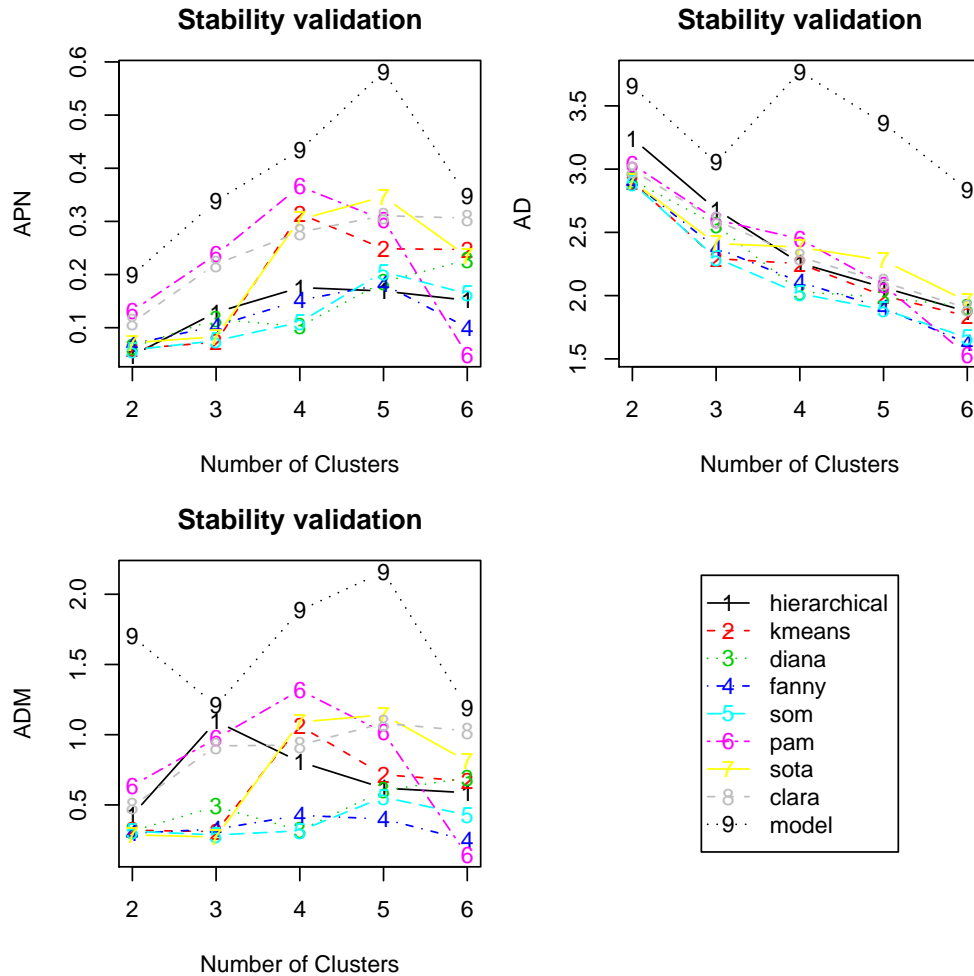 Stability validation
APN
0.1 0.2 0.3 0.4 0.5 0.6
2 3 4 5 6
Number of Clusters
Stability validation
AD
1.5 2.0 2.5 3.0 3.5
2 3 4 5 6
Number of Clusters
Stability validation
ADM
0.5 1.0 1.5 2.0
2 3 4 5 6
Number of Clusters
1 hierarchical
2 kmeans
3 diana
4 fanny
5 som
6 pam
7 sota
8 clara
9 model